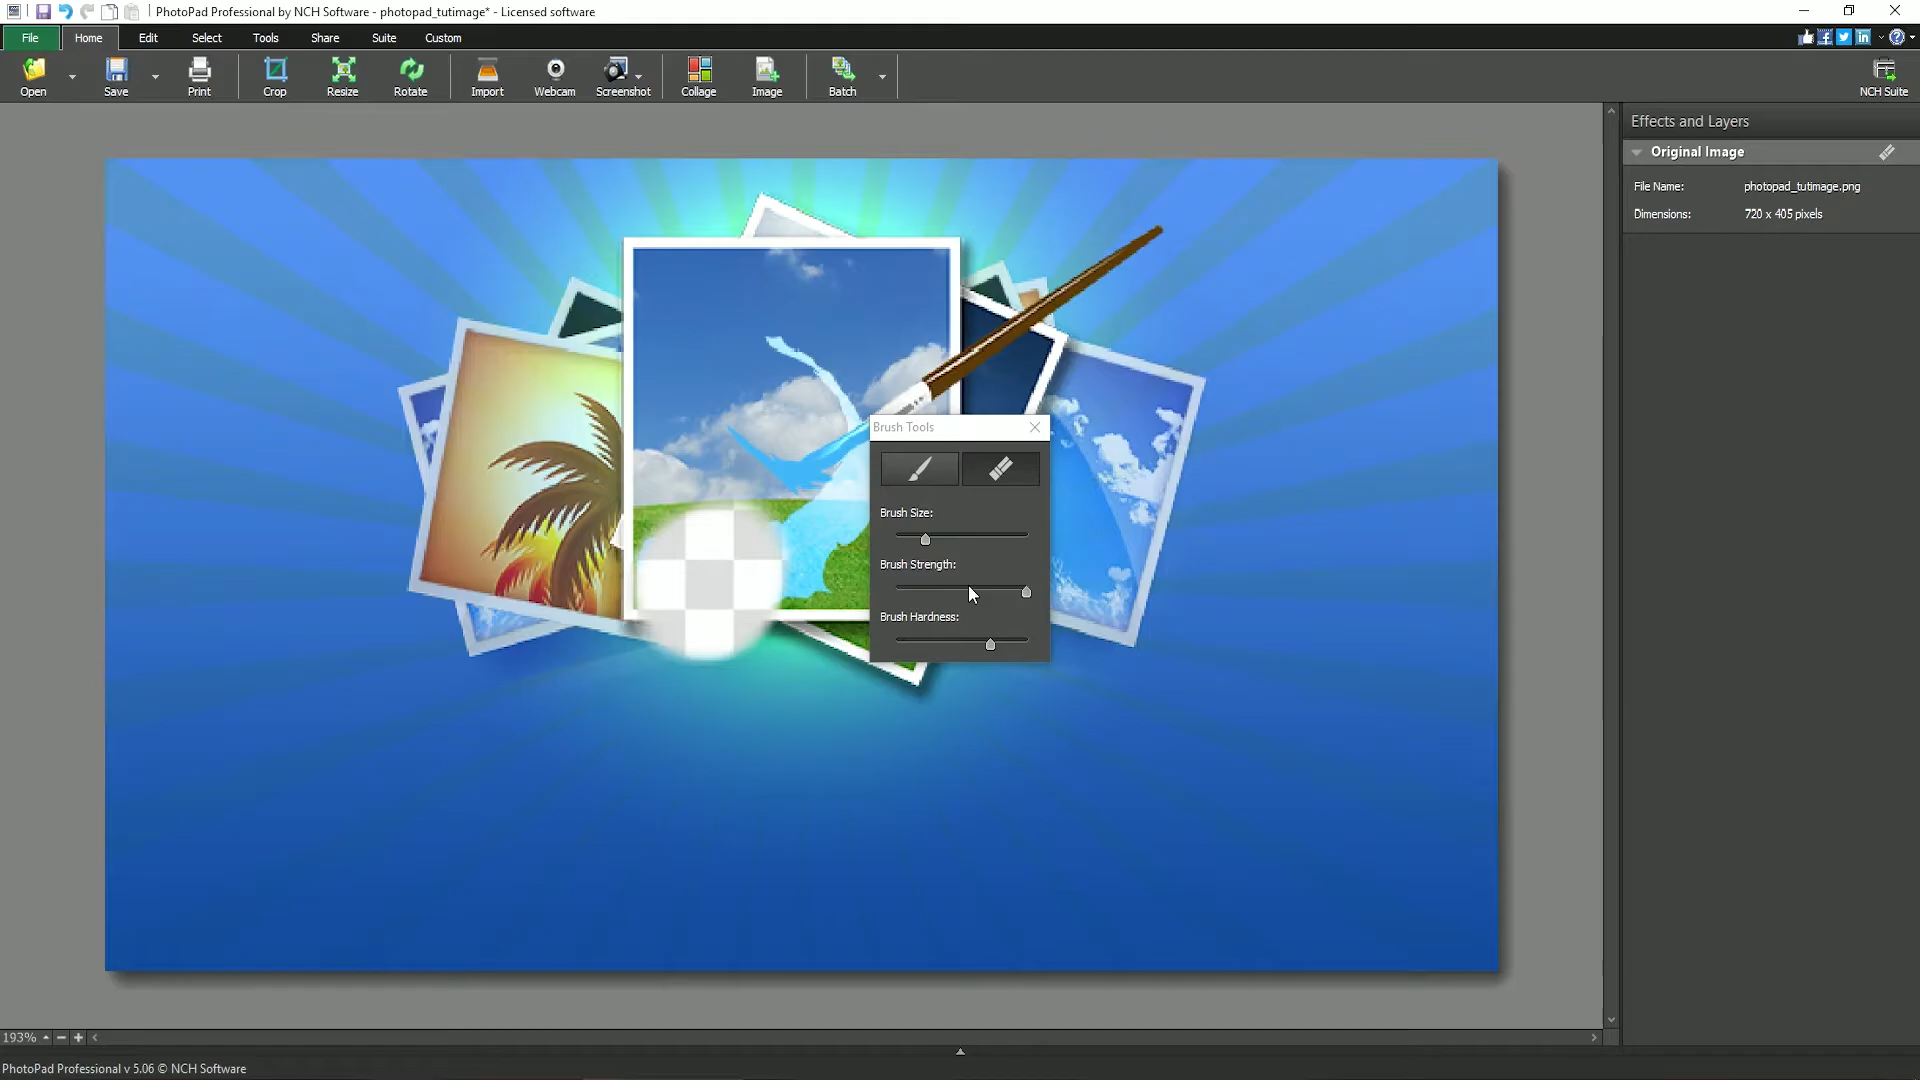 PhotoPad Professional by NCH Software - photopad_tutimage* - Licensed software
File Home Edit Select Tools Share Suite Custom
Open Save Print Crop Resize Rotate Import Webcam Screenshot Collage Image Batch NCH Suite
Effects and Layers
Original Image
File Name: photopad_tutimage.png
Dimensions: 720 x 405 pixels
Brush Tools
Brush Size:
Brush Strength:
Brush Hardness:
193%
PhotoPad Professional v 5.06 © NCH Software